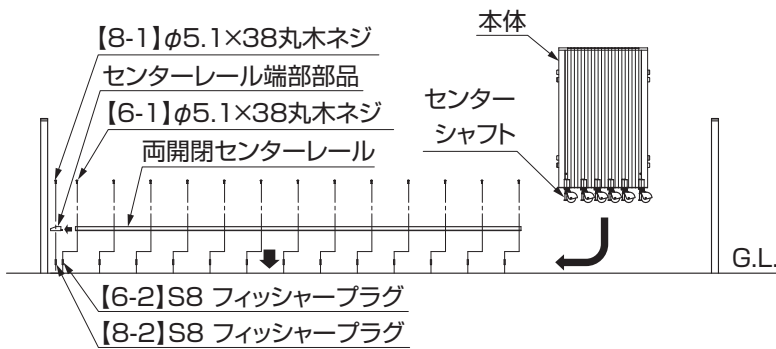 【8-1】φ5.1×38丸木ネジ
センターレール端部部品
【6-1】φ5.1×38丸木ネジ
両開閉センターレール
本体
センター
シャフト
G.L.
【6-2】S8 フィッシャープラグ
【8-2】S8 フィッシャープラグ